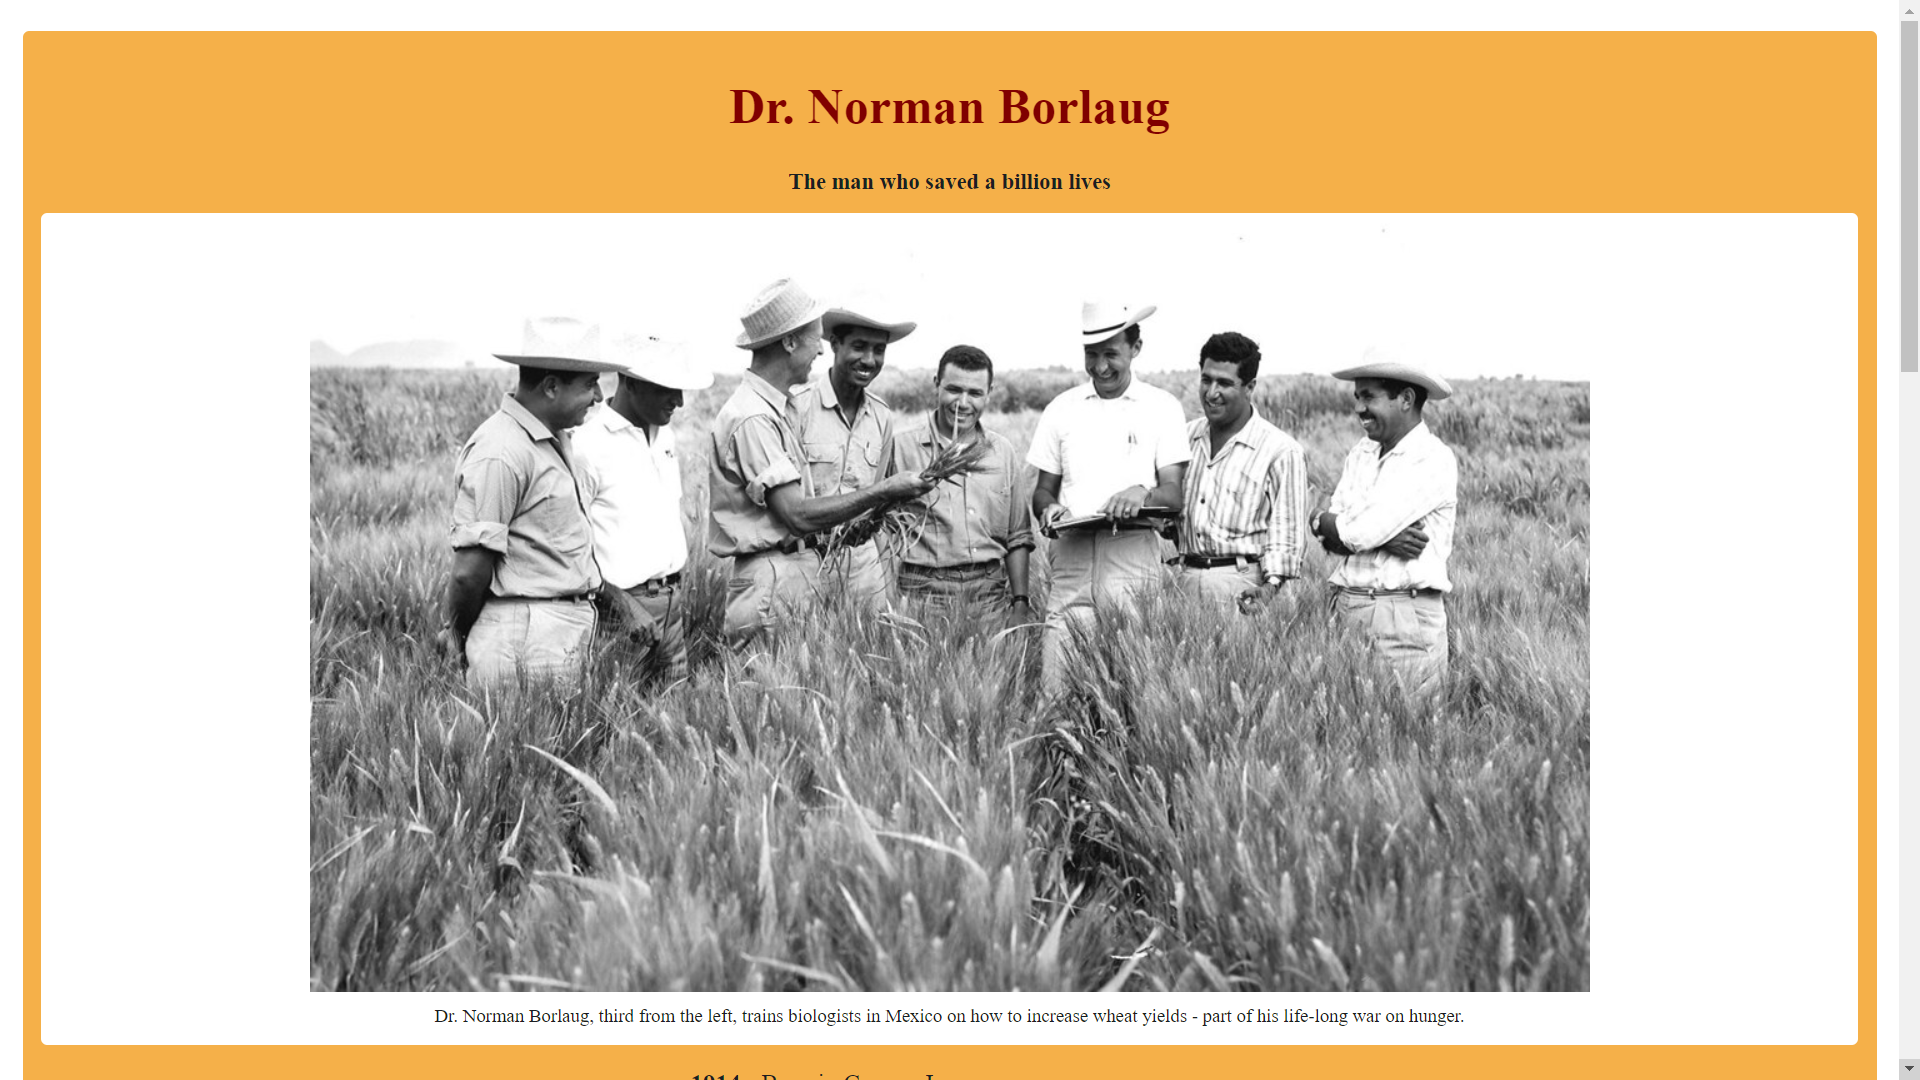 Dr. Norman Borlaug
The man who saved a billion lives
Dr. Norman Borlaug, third from the left, trains biologists in Mexico on how to increase wheat yields - part of his life-long war on hunger.
1914